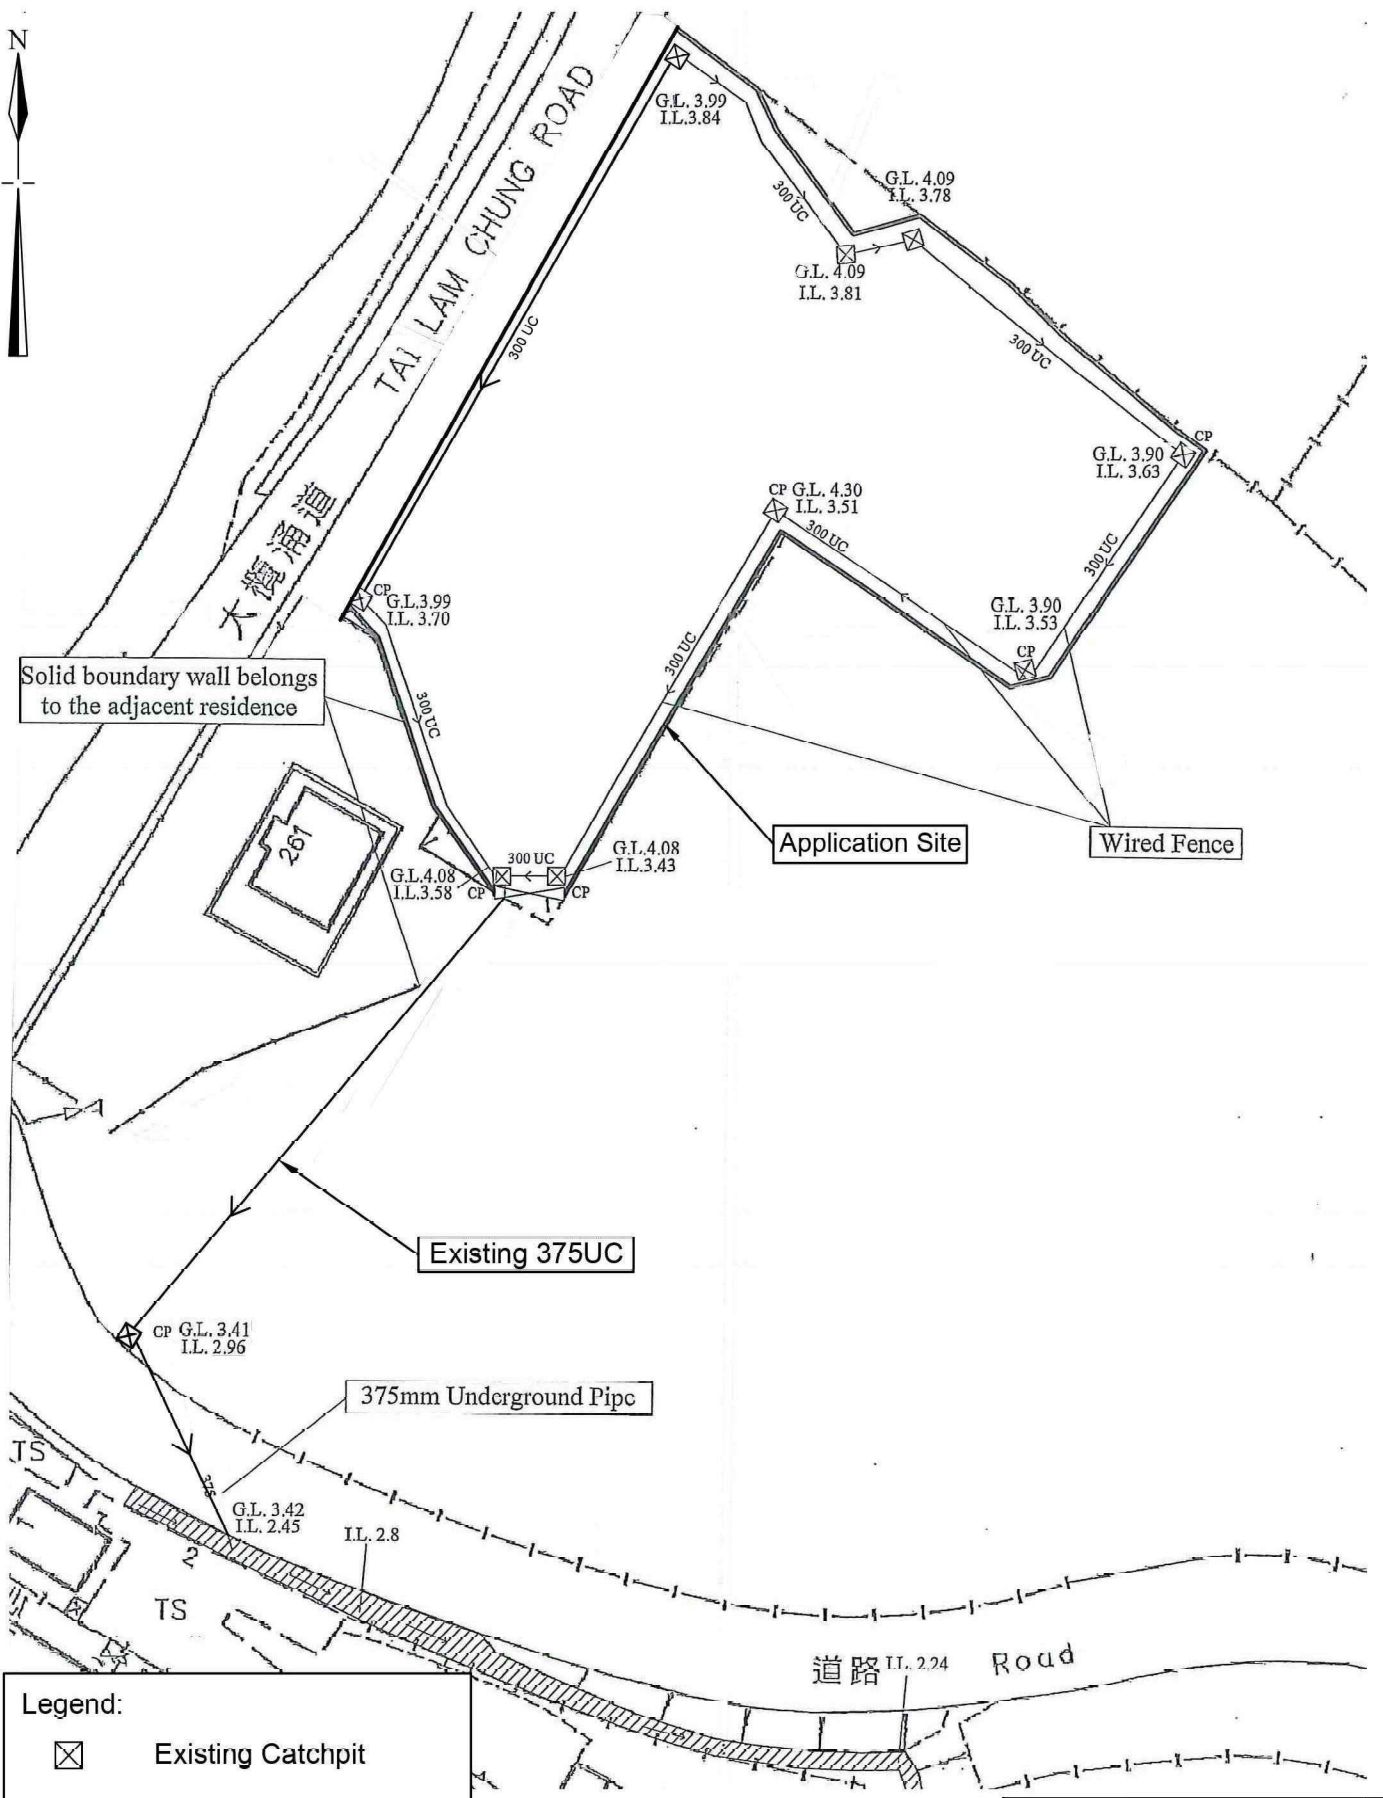 N
TAI LAM CHUNG ROAD
大欖涌道
G.L. 3.99
I.L.3.84
300 UC
G.L. 4.09
I.L. 3.78
G.L. 4.09
I.L. 3.81
300 UC
300 UC
CP
G.L. 3.90
I.L. 3.63
CP G.L. 4.30
I.L. 3.51
300 UC
300 UC
G.L. 3.90
I.L. 3.53
CP
CP
G.L.3.99
I.L. 3.70
300 UC
300 UC
Solid boundary wall belongs
to the adjacent residence
261
Application Site
Wired Fence
300 UC
G.L.4.08
I.L.3.43
G.L.4.08
I.L.3.58
CP
CP
Existing 375UC
CP G.L. 3.41
I.L. 2.96
375mm Underground Pipe
375
G.L. 3.42
I.L. 2.45
I.L. 2.8
TS
2
TS
道路
I.L. 2.24
Road
Legend:
Existing Catchpit